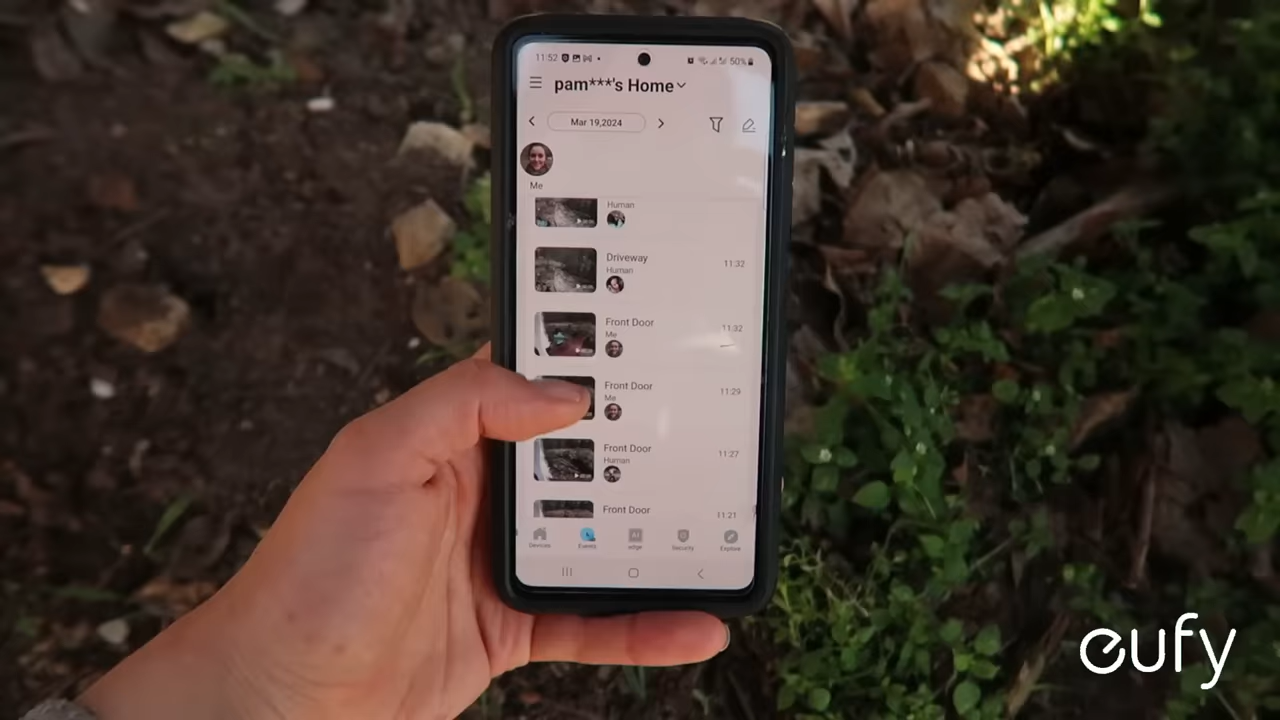 11:52
50%
pam***'s Home
Mar 19,2024
Me
Human
Driveway
11:32
Human
Front Door
11:32
Me
Front Door
11:29
Me
Front Door
11:27
Human
Front Door
11:21
Devices
Events
AI
edge
Security
Explore
eufy